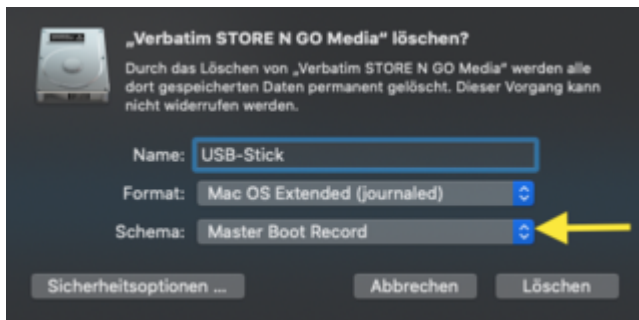 „Verbatim STORE N GO Media“ löschen?
Durch das Löschen von „Verbatim STORE N GO Media“ werden alle
dort gespeicherten Daten permanent gelöscht. Dieser Vorgang kann
nicht widerrufen werden.
Name: USB-Stick
Format: Mac OS Extended (journaled)
Schema: Master Boot Record
Sicherheitsoptionen ... Abbrechen Löschen